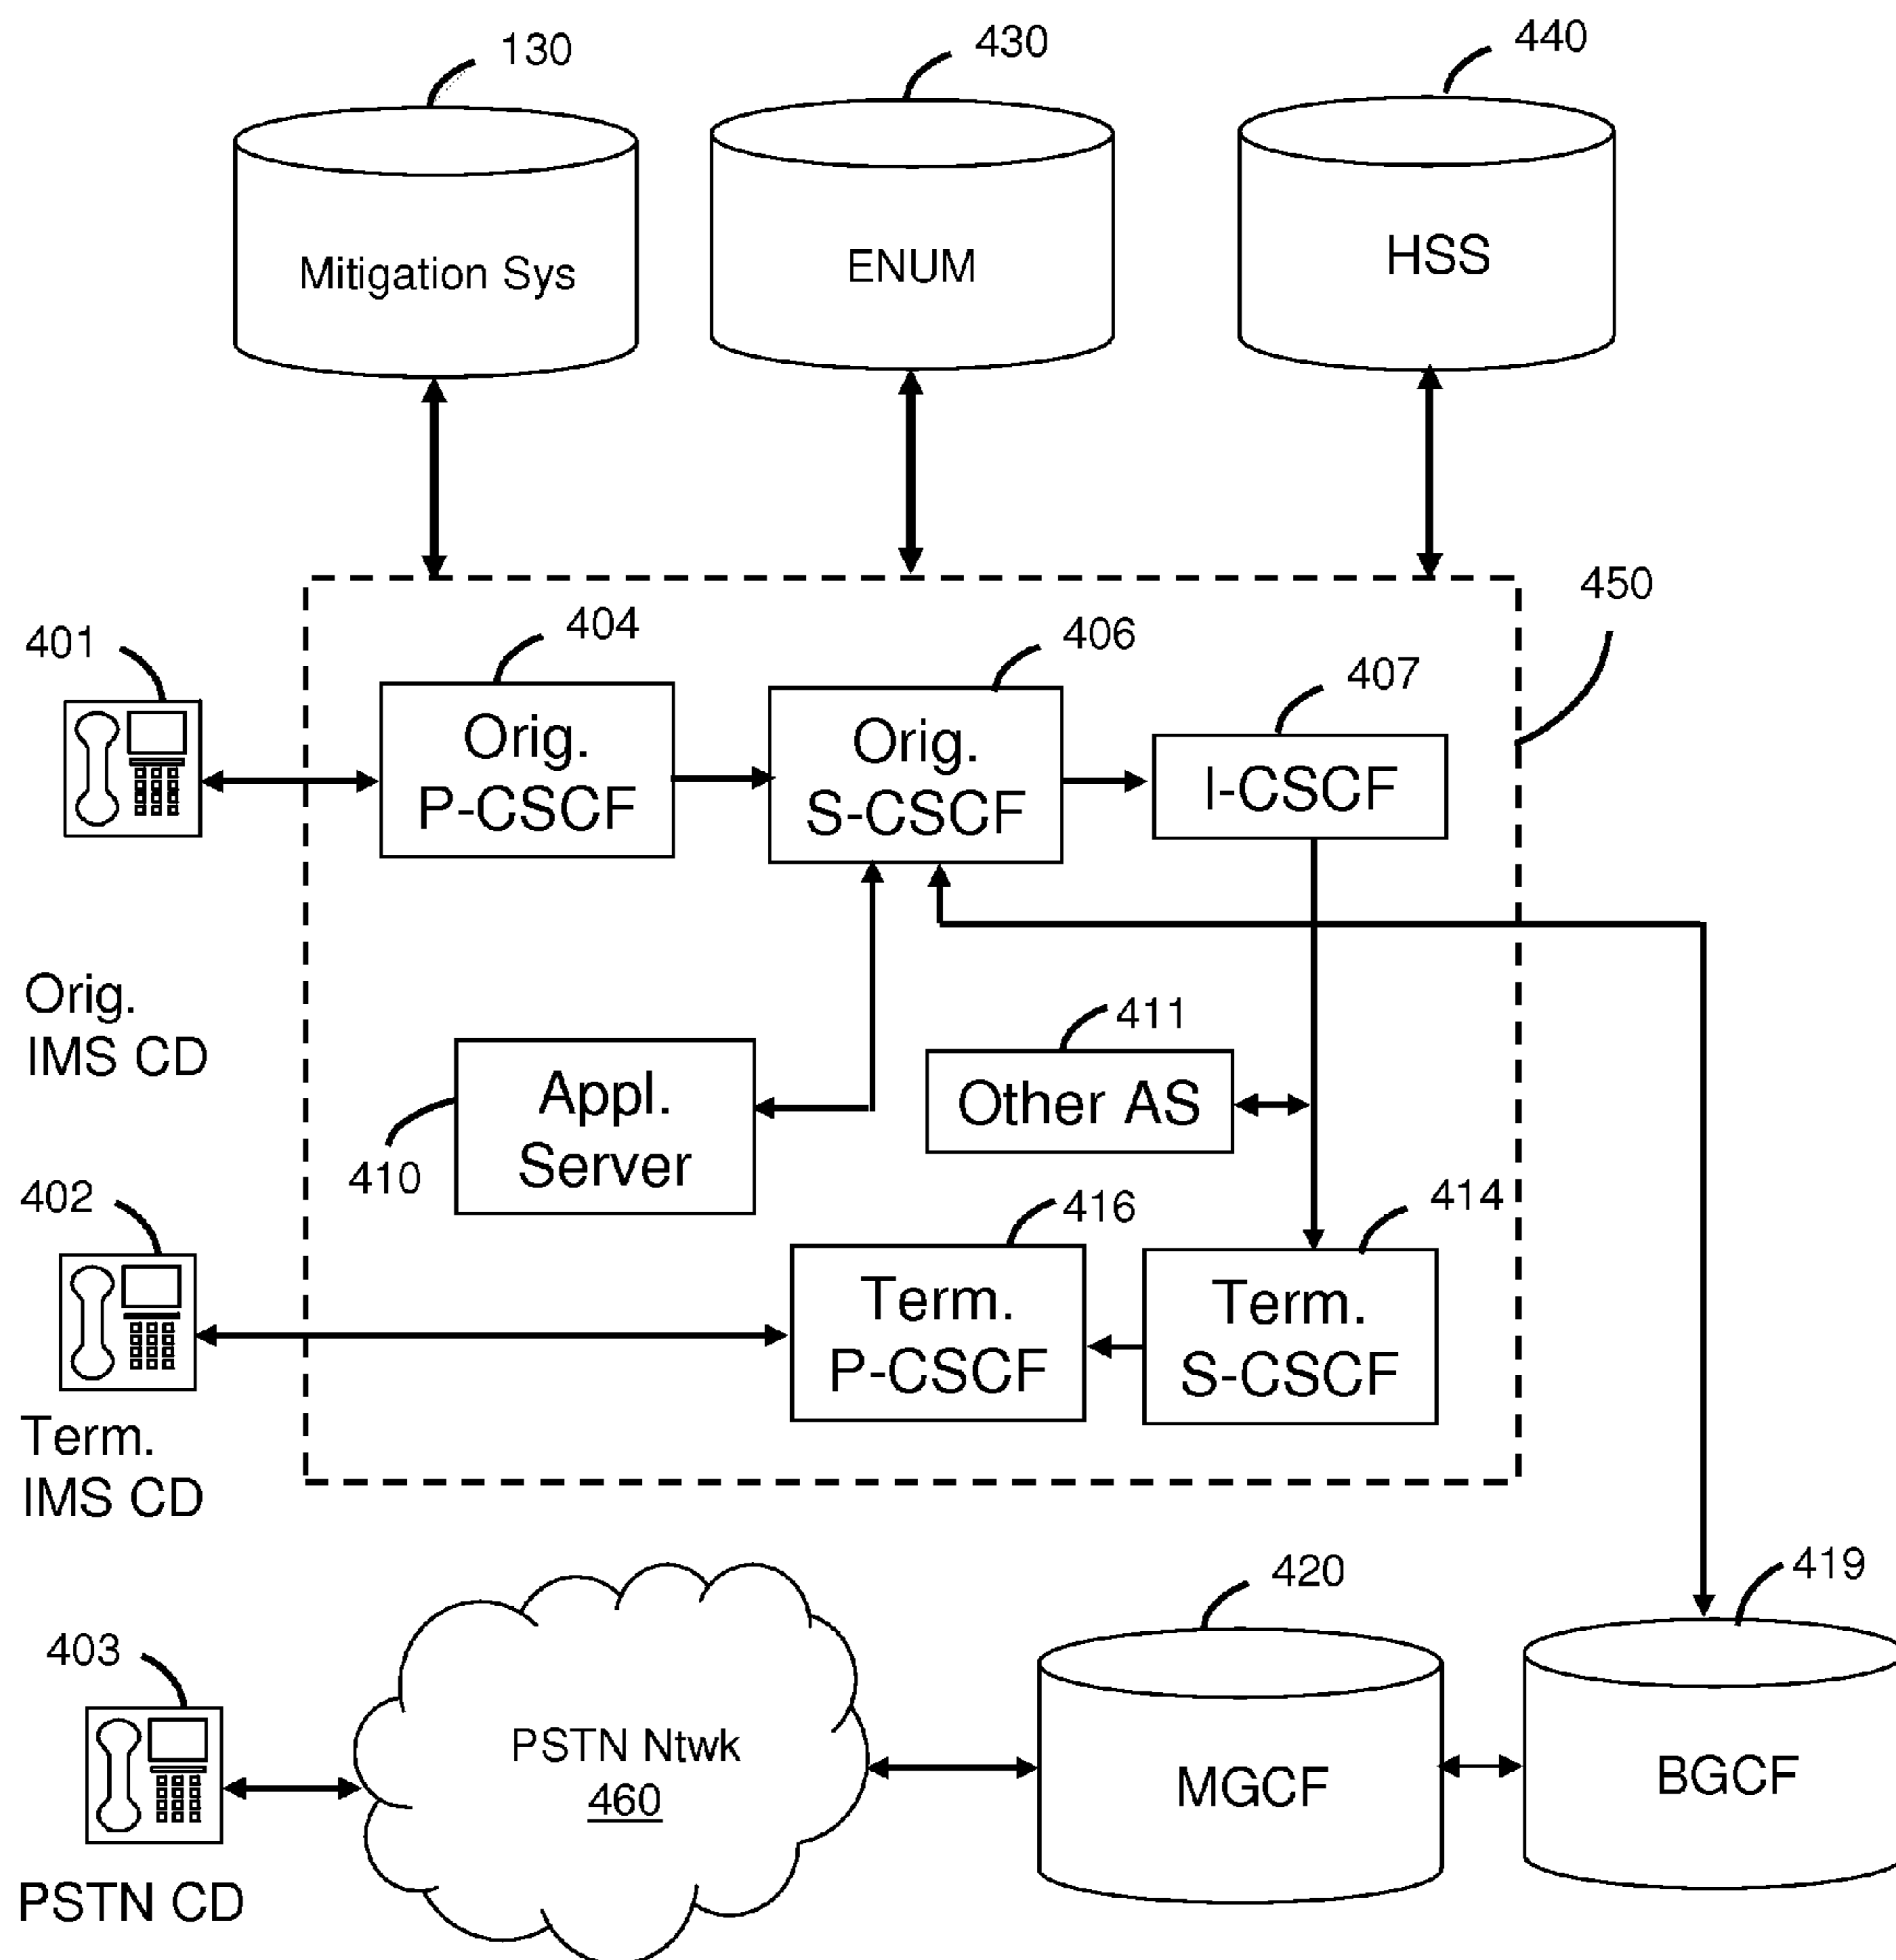 130
430
440
Mitigation Sys
ENUM
HSS
450
401
404
406
407
Orig.
P-CSCF
Orig.
S-CSCF
I-CSCF
Orig.
IMS CD
411
Other AS
Appl.
Server
410
402
416
414
Term.
P-CSCF
Term.
S-CSCF
Term.
IMS CD
420
419
403
PSTN Ntwk
460
MGCF
BGCF
PSTN CD